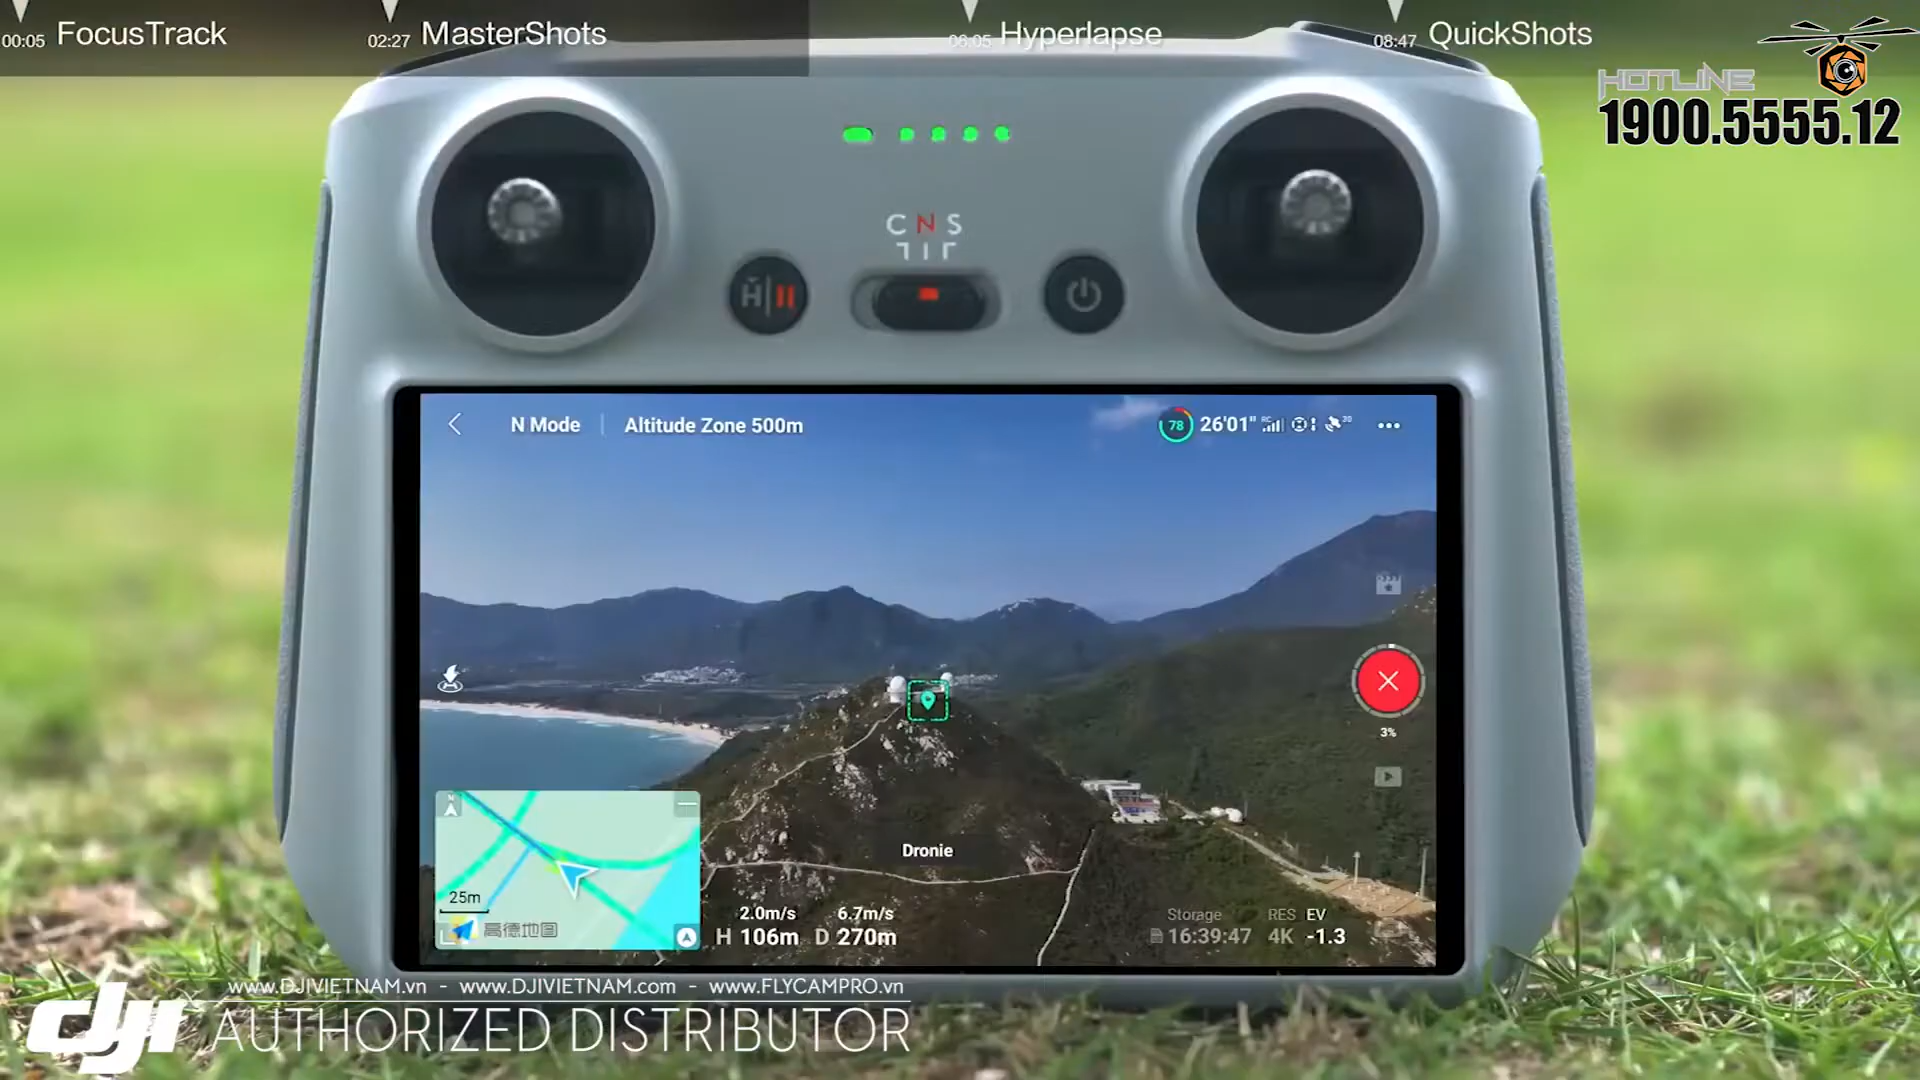 00:05 FocusTrack
02:27 MasterShots
06:05 Hyperlapse
08:47 QuickShots
HOTLINE
1900.5555.12
C N S
H
N Mode
Altitude Zone 500m
78
26'01"
RC
20
3%
N
25m
高德地图
Dronie
2.0m/s 6.7m/s
H 106m D 270m
Storage RES EV
16:39:47 4K -1.3
www.DJIVIETNAM.vn - www.DJIVIETNAM.com - www.FLYCAMPRO.vn
dji AUTHORIZED DISTRIBUTOR